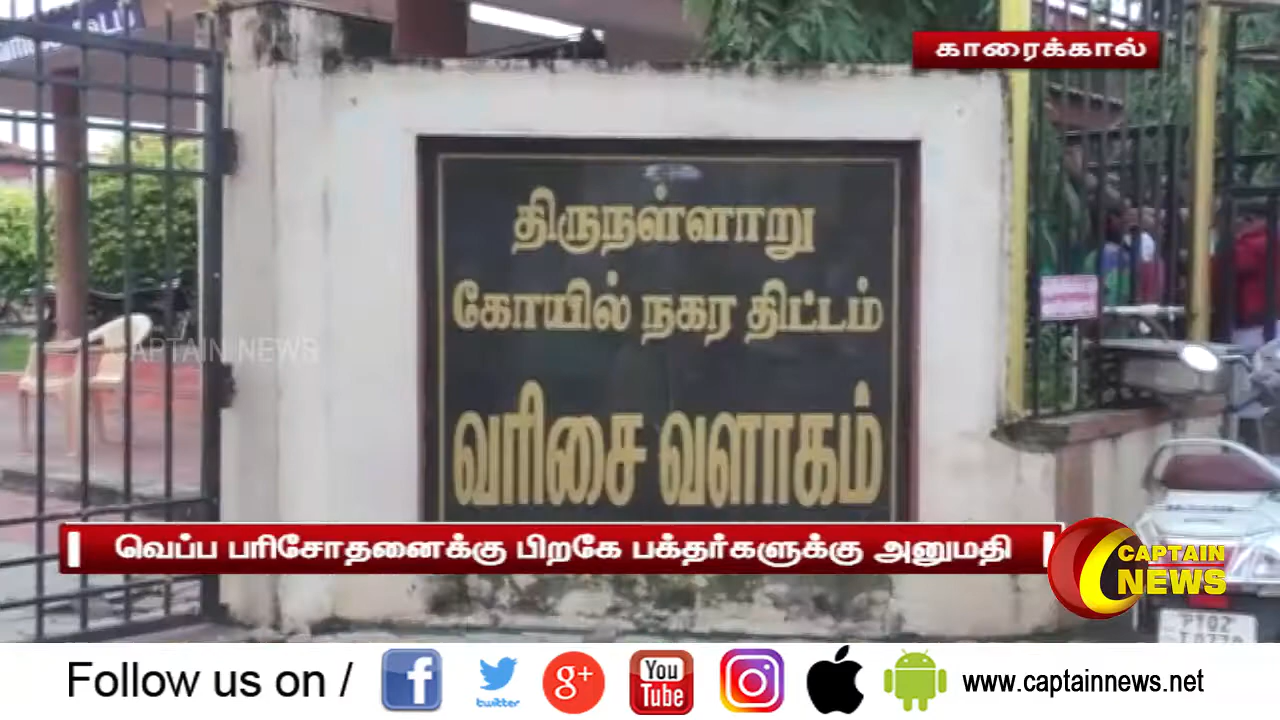 காரைக்கால்
திருநள்ளாறு
கோயில் நகர திட்டம்
வரிசை வளாகம்
CAPTAIN NEWS
வெப்ப பரிசோதனைக்கு பிறகே பக்தர்களுக்கு அனுமதி
CAPTAIN
NEWS
PY02
Follow us on /
twitter
g+
You
Tube
www.captainnews.net